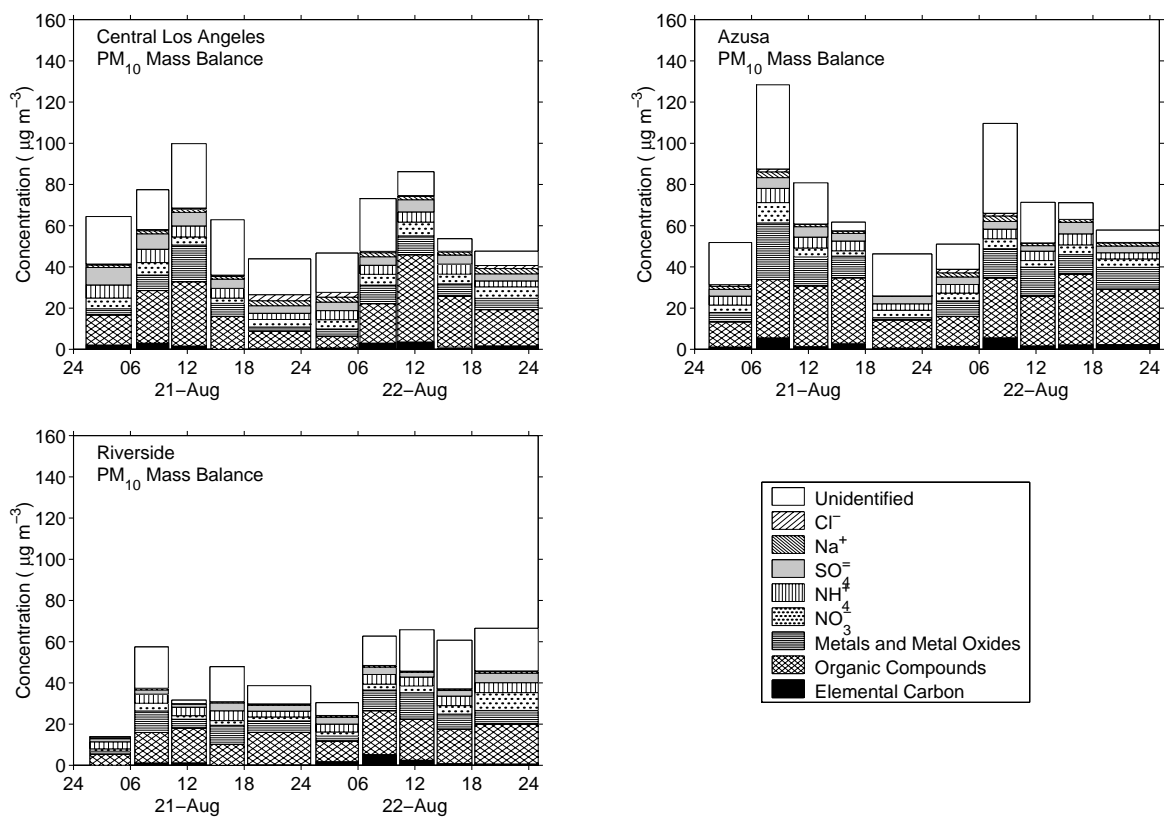 Central Los Angeles
PM10 Mass Balance
Concentration ( μg m−3)
160
140
120
100
80
60
40
20
0
24 06 12 18 24 06 12 18 24
21−Aug 22−Aug
Azusa
PM10 Mass Balance
Concentration ( μg m−3)
160
140
120
100
80
60
40
20
0
24 06 12 18 24 06 12 18 24
21−Aug 22−Aug
Riverside
PM10 Mass Balance
Concentration ( μg m−3)
160
140
120
100
80
60
40
20
0
24 06 12 18 24 06 12 18 24
21−Aug 22−Aug
Unidentified
Cl−
Na+
SO4=
NH4+
NO3−
Metals and Metal Oxides
Organic Compounds
Elemental Carbon